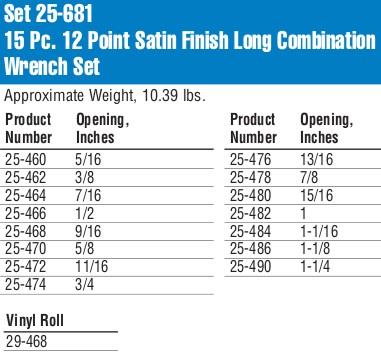 Set 25-681
15 Pc. 12 Point Satin Finish Long Combination
Wrench Set
Approximate Weight, 10.39 lbs.
Product Opening,
Number Inches
25-460 5/16
25-462 3/8
25-464 7/16
25-466 1/2
25-468 9/16
25-470 5/8
25-472 11/16
25-474 3/4
Product Opening,
Number Inches
25-476 13/16
25-478 7/8
25-480 15/16
25-482 1
25-484 1-1/16
25-486 1-1/8
25-490 1-1/4
Vinyl Roll
29-468